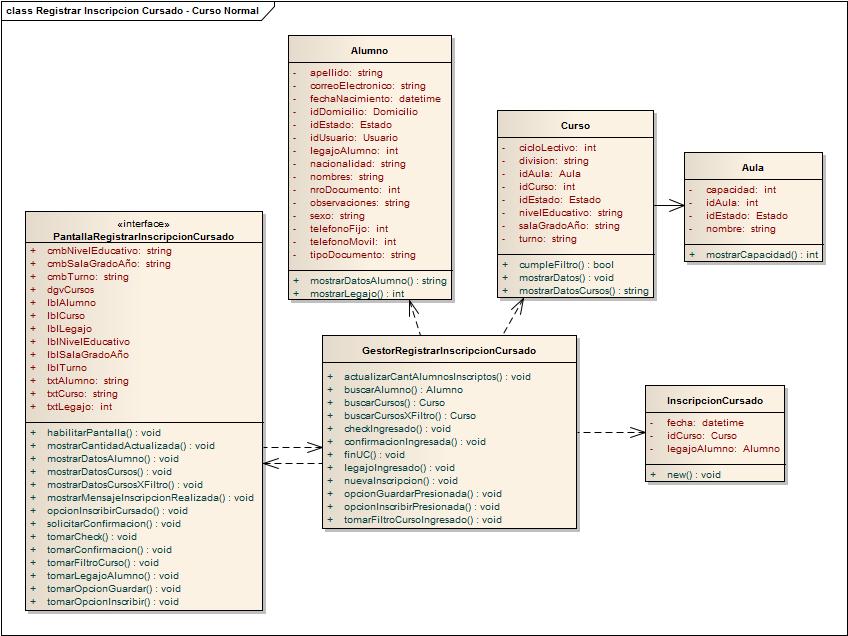 class Registrar Inscripcion Cursado - Curso Normal
Alumno
- apellido: string
- correoElectronico: string
- fechaNacimiento: datetime
- idDomicilio: Domicilio
- idEstado: Estado
- idUsuario: Usuario
- legajoAlumno: int
- nacionalidad: string
- nombres: string
- nroDocumento: int
- observaciones: string
- sexo: string
- telefonoFijo: int
- telefonoMovil: int
- tipoDocumento: string
+ mostrarDatosAlumno() : string
+ mostrarLegajo() : int
Curso
- cicloLectivo: int
- division: string
- idAula: Aula
- idCurso: int
- idEstado: Estado
- nivelEducativo: string
- salaGradoAño: string
- turno: string
+ cumpleFiltro() : bool
+ mostrarDatos() : void
+ mostrarDatosCursos() : string
Aula
- capacidad: int
- idAula: int
- idEstado: Estado
- nombre: string
+ mostrarCapacidad() : int
«interface»
PantallaRegistrarInscripcionCursado
+ cmbNivelEducativo: string
+ cmbSalaGradoAño: string
+ cmbTurno: string
+ dgvCursos
+ lblAlumno
+ lblCurso
+ lblLegajo
+ lblNivelEducativo
+ lblSalaGradoAño
+ lblTurno
+ txtAlumno: string
+ txtCurso: string
+ txtLegajo: int
+ habilitarPantalla() : void
+ mostrarCantidadActualizada() : void
+ mostrarDatosAlumno() : void
+ mostrarDatosCursos() : void
+ mostrarDatosCursosXFiltro() : void
+ mostrarMensajeInscripcionRealizada() : void
+ opcionInscribirCursado() : void
+ solicitarConfirmacion() : void
+ tomarCheck() : void
+ tomarConfirmacion() : void
+ tomarFiltroCurso() : void
+ tomarLegajoAlumno() : void
+ tomarOpcionGuardar() : void
+ tomarOpcionInscribir() : void
GestorRegistrarInscripcionCursado
+ actualizarCantAlumnosInscriptos() : void
+ buscarAlumno() : Alumno
+ buscarCursos() : Curso
+ buscarCursosXFiltro() : Curso
+ checkIngresado() : void
+ confirmacionIngresada() : void
+ finUC() : void
+ legajoIngresado() : void
+ nuevaInscripcion() : void
+ opcionGuardarPresionada() : void
+ opcionInscribirPresionada() : void
+ tomarFiltroCursoIngresado() : void
InscripcionCursado
- fecha: datetime
- idCurso: Curso
- legajoAlumno: Alumno
+ new() : void